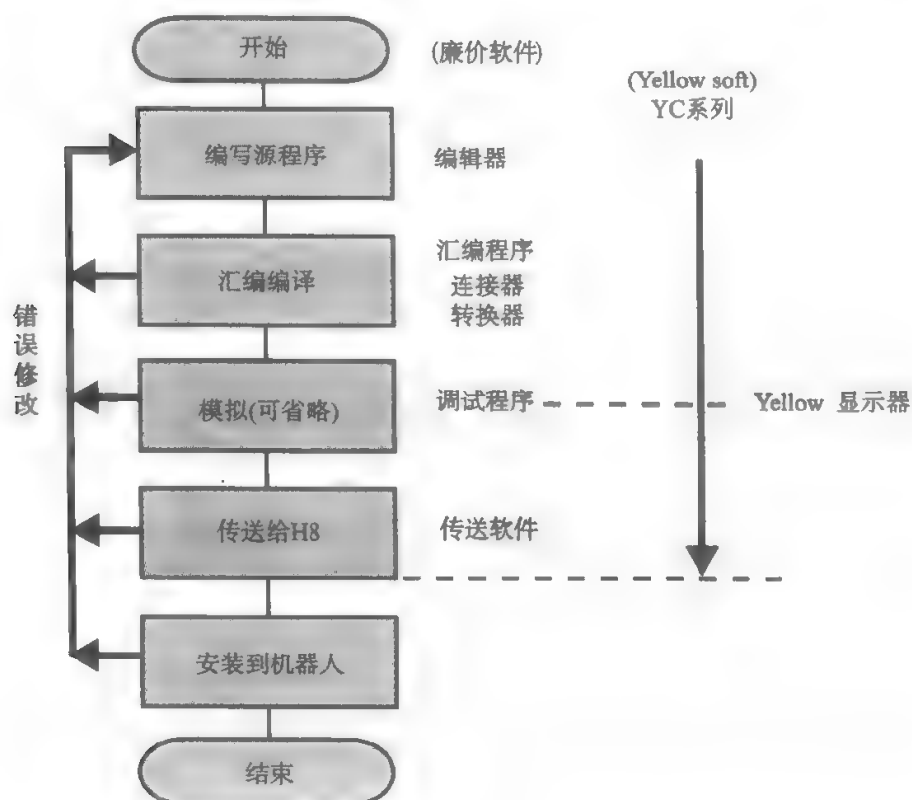 开始
(廉价软件)
(Yellow soft)
YC系列
编写源程序
编辑器
汇编编译
汇编程序
连接器
转换器
错
误
修
改
模拟(可省略)
调试程序
Yellow 显示器
传送给H8
传送软件
安装到机器人
结束